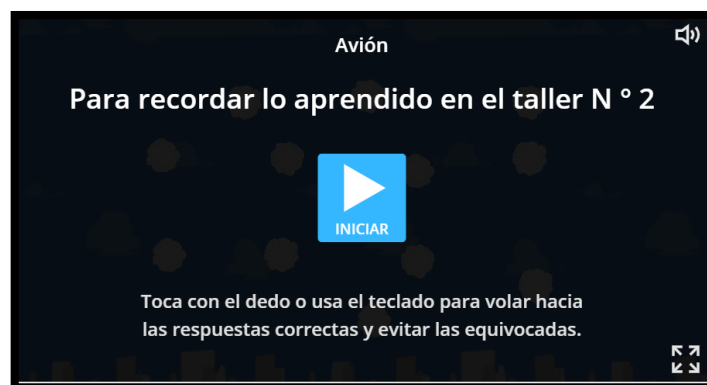 Avión
Para recordar lo aprendido en el taller N ° 2
INICIAR
Toca con el dedo o usa el teclado para volar hacia
las respuestas correctas y evitar las equivocadas.